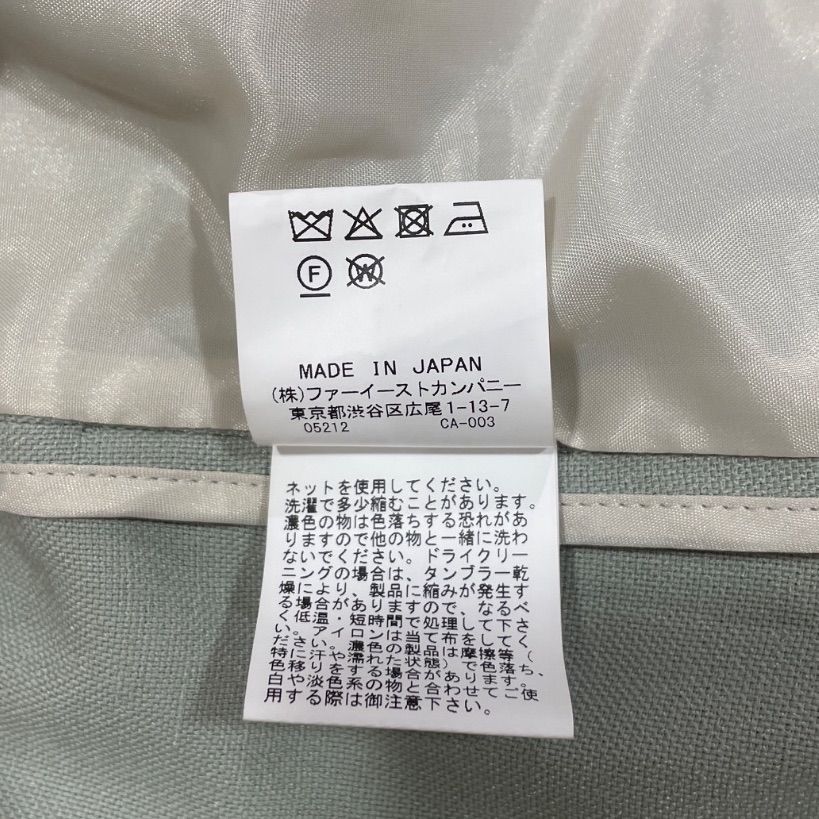 F
W
MADE IN JAPAN
(株)ファーイーストカンパニー
東京都渋谷区広尾1-13-7
05212 CA-003
ネットを使用してください。
洗濯で多少縮むことがあります。
濃色の物は色落ちする恐れがあ
りますので他の物と一緒に洗わ
ないでください。ドライクリー
ニングの場合は、タンブラー乾
燥により、製品に縮みが発生す
る場合がありますので、なるべ
く低温・短時間で処理して下さ
い。アイロンは当て布をしてく
ださい。濃色の製品は摩擦等(
特に汗や濡れた状態)で色落ち、
色移りをする場合があります。
白や淡色系の物と合わせてご使
用する際は御注意下さい。